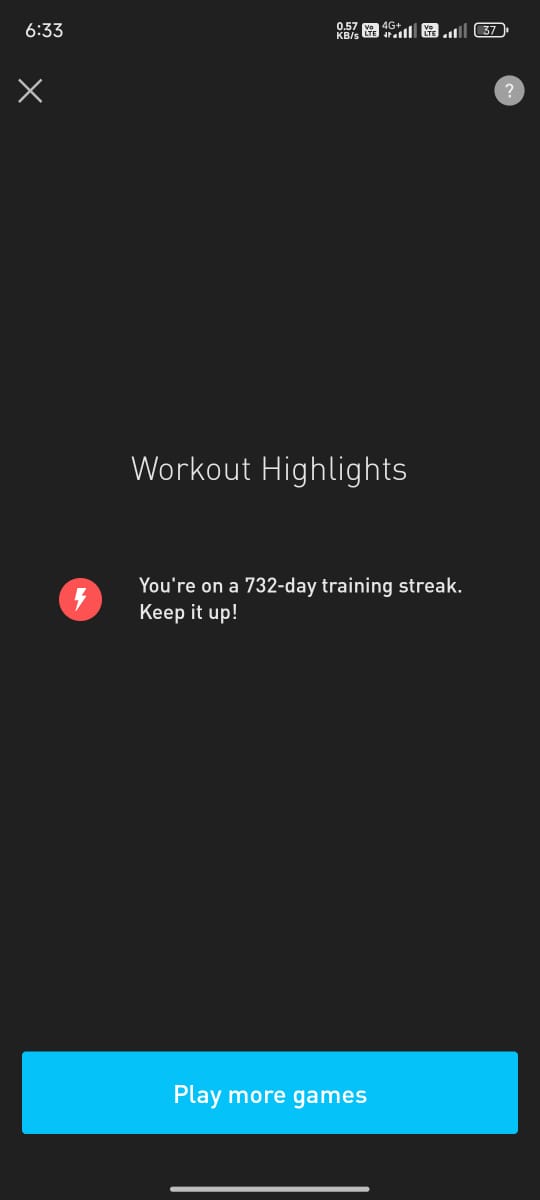 6:33
0.57
KB/s
Vo
LTE
4G+
Vo
LTE
37
?
Workout Highlights
You're on a 732-day training streak.
Keep it up!
Play more games